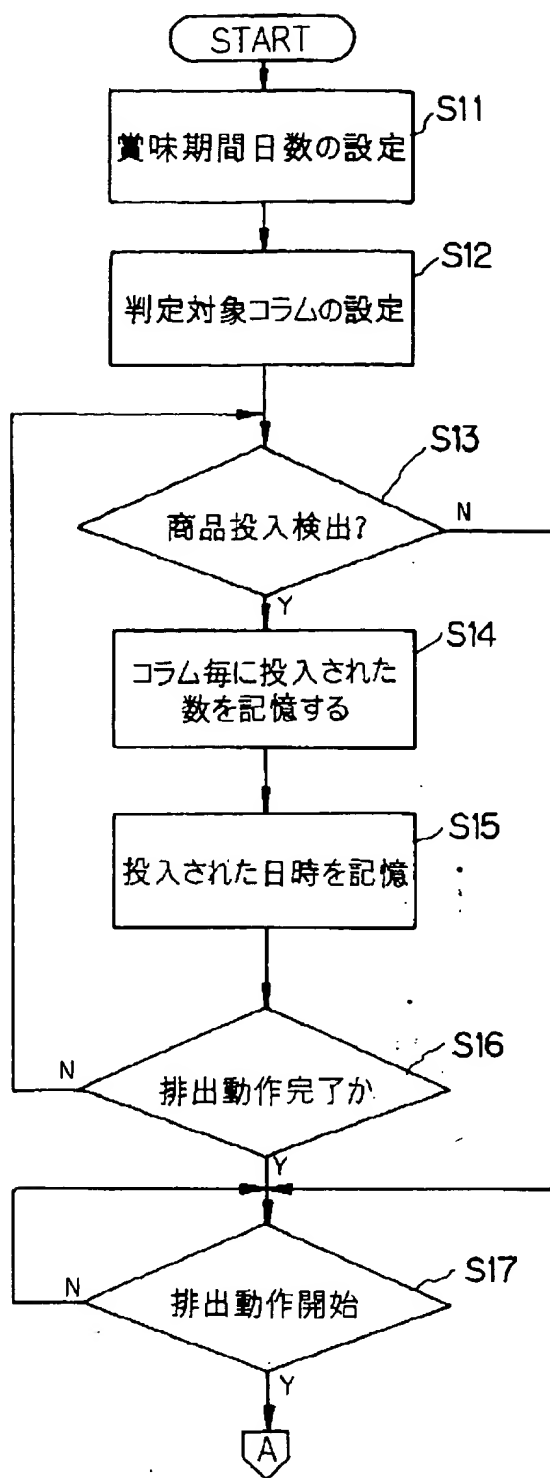 START
S11
賞味期間日数の設定
S12
判定対象コラムの設定
S13
商品投入検出?
N
Y
S14
コラム毎に投入された
数を記憶する
S15
投入された日時を記憶
S16
排出動作完了か
N
Y
S17
排出動作開始
N
Y
A